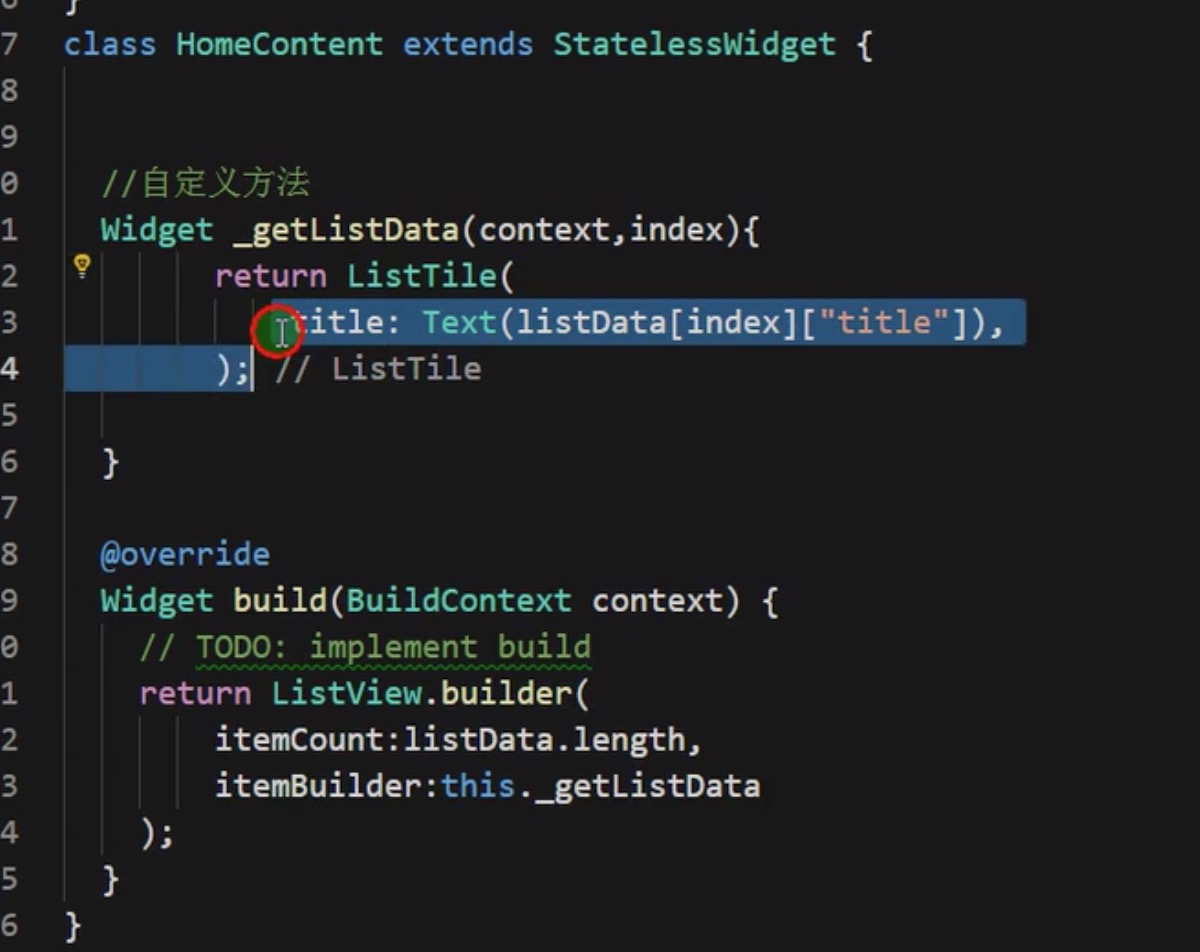 6 }
7 class HomeContent extends StatelessWidget {
8
9
0 //自定义方法
1 Widget _getListData(context,index){
2 return ListTile(
3 title: Text(listData[index]["title"]),
4 ); // ListTile
5
6 }
7
8 @override
9 Widget build(BuildContext context) {
0 // TODO: implement build
1 return ListView.builder(
2 itemCount:listData.length,
3 itemBuilder:this._getListData
4 );
5 }
6 }